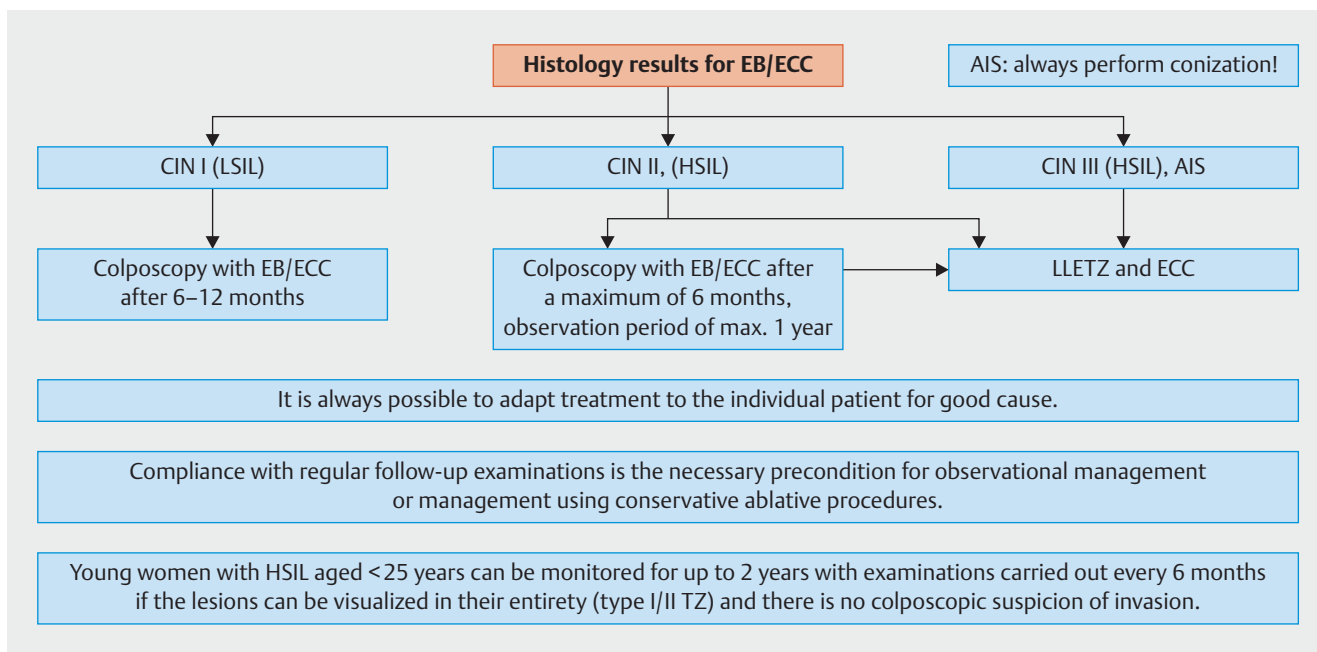 Histology results for EB/ECC
AIS: always perform conization!
CIN I (LSIL)
CIN II, (HSIL)
CIN III (HSIL), AIS
Colposcopy with EB/ECC
after 6–12 months
Colposcopy with EB/ECC after
a maximum of 6 months,
observation period of max. 1 year
LLETZ and ECC
It is always possible to adapt treatment to the individual patient for good cause.
Compliance with regular follow-up examinations is the necessary precondition for observational management
or management using conservative ablative procedures.
Young women with HSIL aged <25 years can be monitored for up to 2 years with examinations carried out every 6 months
if the lesions can be visualized in their entirety (type I/II TZ) and there is no colposcopic suspicion of invasion.